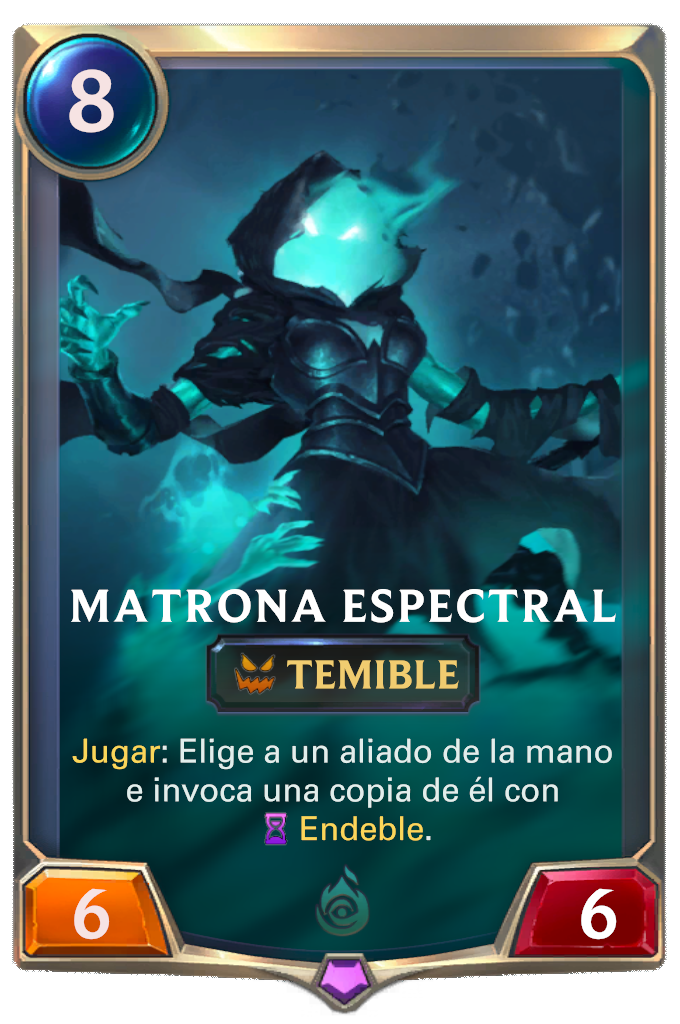 8
MATRONA ESPECTRAL
TEMIBLE
Jugar: Elige a un aliado de la mano
e invoca una copia de él con
Endeble.
6
6